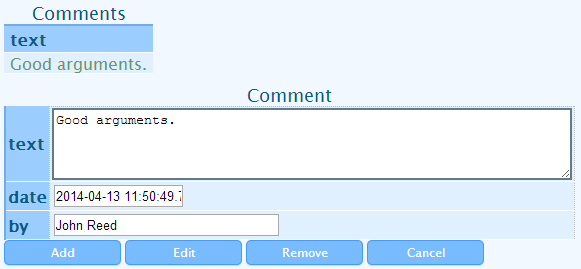 Comments
text
Good arguments.
Comment
text Good arguments.
date 2014-04-13 11:50:49.7
by John Reed
Add Edit Remove Cancel